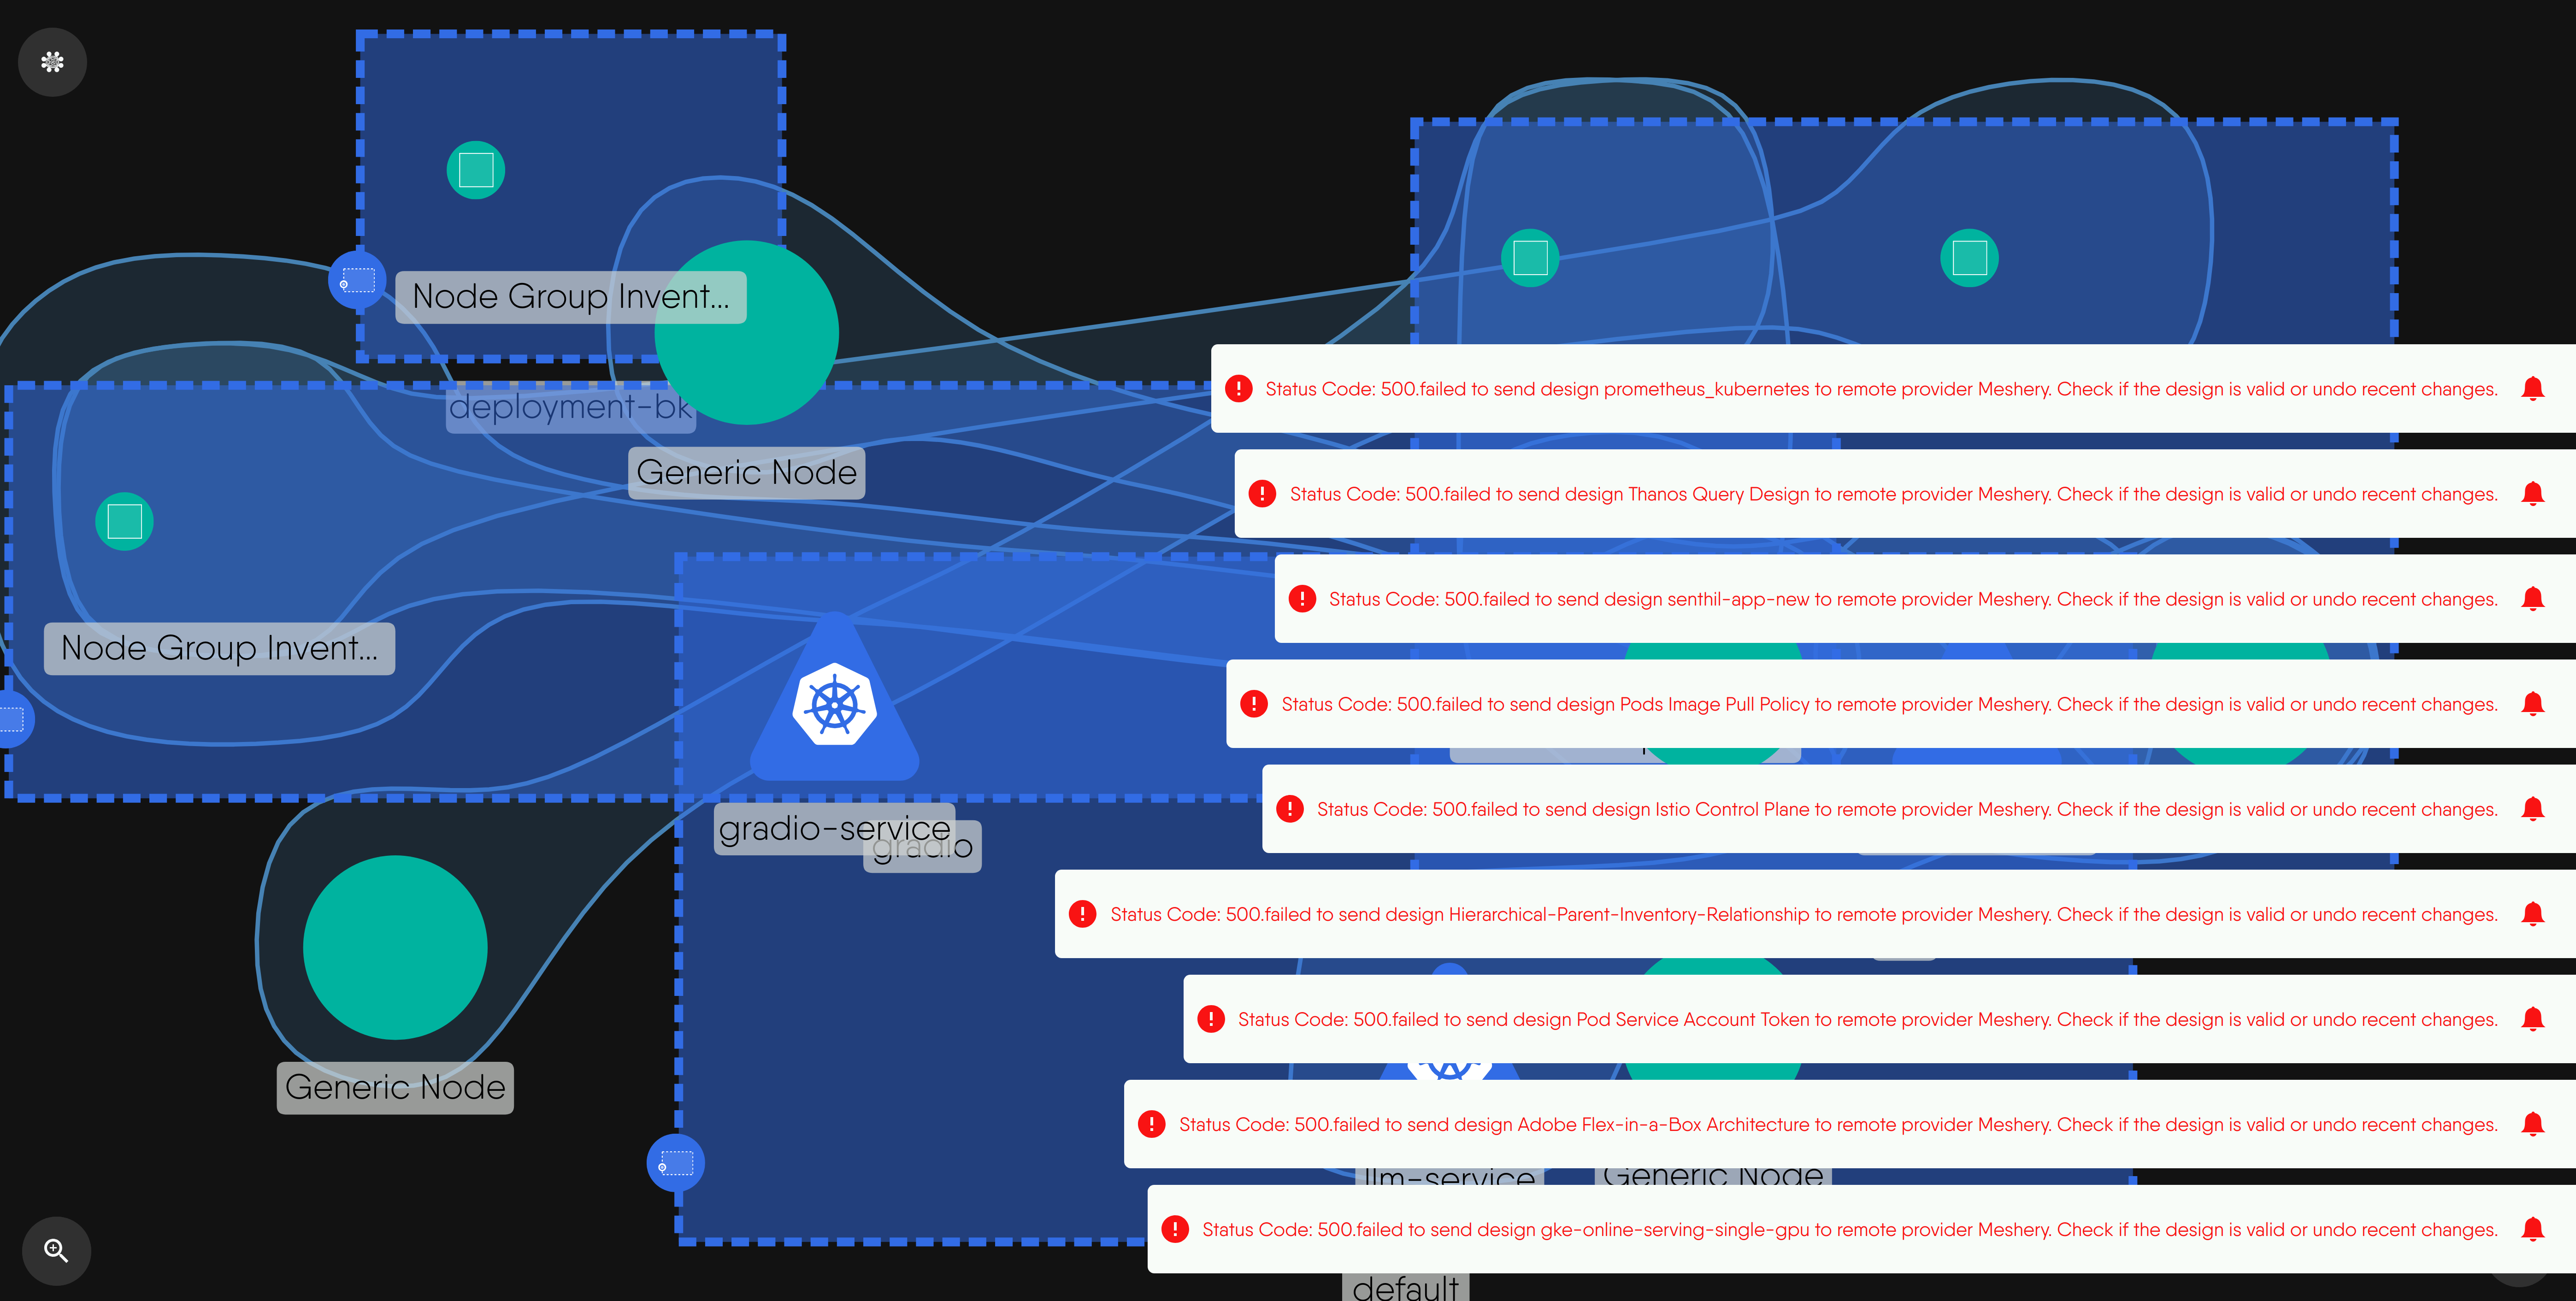 Node Group Invent...
deployment-bk
Generic Node
Node Group Invent...
gradio-service
gradio
Generic Node
Status Code: 500.failed to send design prometheus_kubernetes to remote provider Meshery. Check if the design is valid or undo recent changes.
Status Code: 500.failed to send design Thanos Query Design to remote provider Meshery. Check if the design is valid or undo recent changes.
Status Code: 500.failed to send design senthil-app-new to remote provider Meshery. Check if the design is valid or undo recent changes.
Status Code: 500.failed to send design Pods Image Pull Policy to remote provider Meshery. Check if the design is valid or undo recent changes.
Status Code: 500.failed to send design Istio Control Plane to remote provider Meshery. Check if the design is valid or undo recent changes.
Status Code: 500.failed to send design Hierarchical-Parent-Inventory-Relationship to remote provider Meshery. Check if the design is valid or undo recent changes.
Status Code: 500.failed to send design Pod Service Account Token to remote provider Meshery. Check if the design is valid or undo recent changes.
Status Code: 500.failed to send design Adobe Flex-in-a-Box Architecture to remote provider Meshery. Check if the design is valid or undo recent changes.
llm-service
Generic Node
Status Code: 500.failed to send design gke-online-serving-single-gpu to remote provider Meshery. Check if the design is valid or undo recent changes.
default